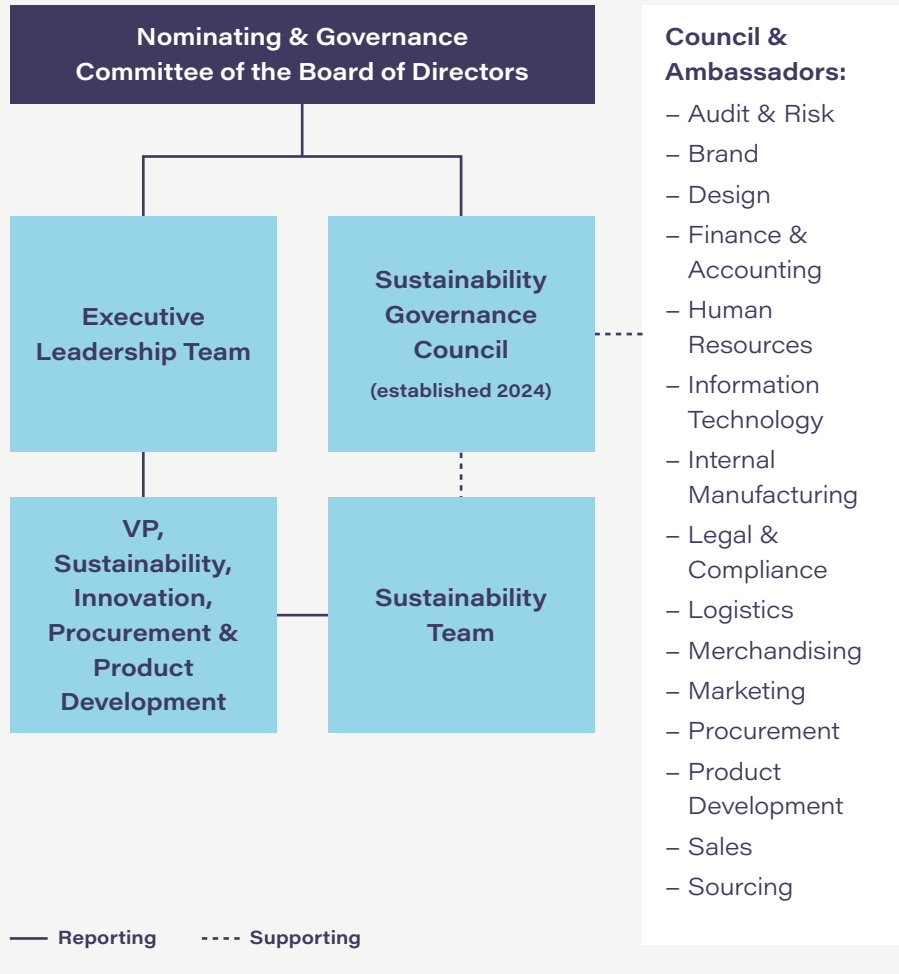 Nominating & Governance
Committee of the Board of Directors
Executive
Leadership Team
Sustainability
Governance
Council
(established 2024)
VP,
Sustainability,
Innovation,
Procurement &
Product
Development
Sustainability
Team
Reporting
Supporting
Council &
Ambassadors:
– Audit & Risk
– Brand
– Design
– Finance &
Accounting
– Human
Resources
– Information
Technology
– Internal
Manufacturing
– Legal &
Compliance
– Logistics
– Merchandising
– Marketing
– Procurement
– Product
Development
– Sales
– Sourcing